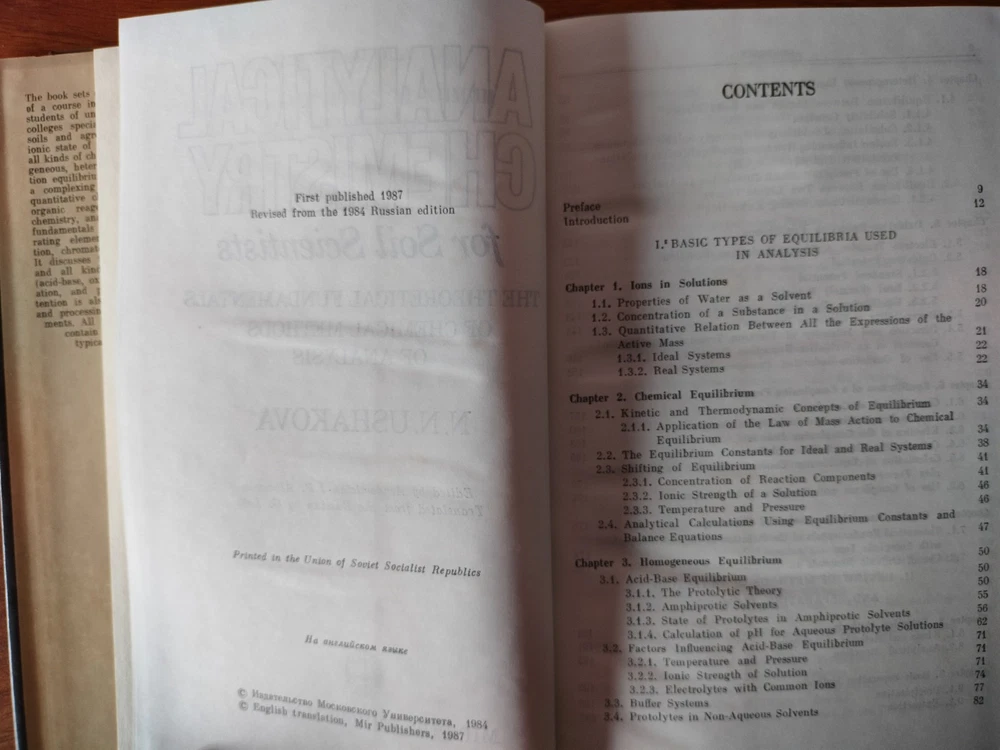 The book sets
of a course in
students of un
colleges speci
soils and agr
ionic state of
all kinds of ch
geneous, heter
tion equilibriu
a complexing
quantitative c
organic reag
chemistry, an
fundamentals
rating eleme
tion, chromat
It discusses
and all kind
(acid-base, ox
ation, and p
tention is als
and processin
ments. All
contain
typica
ANALYTICAL
CHEMISTRY
for Soil Scientists
THE THEORETICAL FUNDAMENTALS
OF CHEMICAL METHODS
OF ANALYSIS
N.N. USHAKOVA
First published 1987
Revised from the 1984 Russian edition
Printed in the Union of Soviet Socialist Republics
На английском языке
© Издательство Московского Университета, 1984
© English translation, Mir Publishers, 1987
CONTENTS
Preface 9
Introduction 12
I. BASIC TYPES OF EQUILIBRIA USED
IN ANALYSIS
Chapter 1. Ions in Solutions 18
1.1. Properties of Water as a Solvent 18
1.2. Concentration of a Substance in a Solution 20
1.3. Quantitative Relation Between All the Expressions of the
Active Mass 21
1.3.1. Ideal Systems 22
1.3.2. Real Systems 22
Chapter 2. Chemical Equilibrium 34
2.1. Kinetic and Thermodynamic Concepts of Equilibrium 34
2.1.1. Application of the Law of Mass Action to Chemical
Equilibrium 34
2.2. The Equilibrium Constants for Ideal and Real Systems 38
2.3. Shifting of Equilibrium 41
2.3.1. Concentration of Reaction Components 41
2.3.2. Ionic Strength of a Solution 46
2.3.3. Temperature and Pressure 46
2.4. Analytical Calculations Using Equilibrium Constants and
Balance Equations 47
Chapter 3. Homogeneous Equilibrium 50
3.1. Acid-Base Equilibrium 50
3.1.1. The Protolytic Theory 50
3.1.2. Amphiprotic Solvents 55
3.1.3. State of Protolytes in Amphiprotic Solvents 56
3.1.4. Calculation of pH for Aqueous Protolyte Solutions 62
3.2. Factors Influencing Acid-Base Equilibrium 71
3.2.1. Temperature and Pressure 71
3.2.2. Ionic Strength of Solution 71
3.2.3. Electrolytes with Common Ions 74
3.3. Buffer Systems 77
3.4. Protolytes in Non-Aqueous Solvents 82